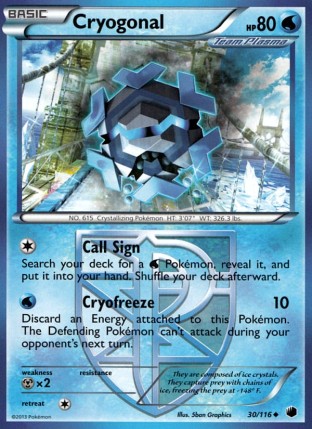 BASIC
Cryogonal
HP80
Team Plasma
NO. 615 Crystallizing Pokémon HT: 3'07" WT: 326.3 lbs.
Call Sign
Search your deck for a Pokémon, reveal it, and
put it into your hand. Shuffle your deck afterward.
Cryofreeze 10
Discard an Energy attached to this Pokémon.
The Defending Pokémon can't attack during your
opponent's next turn.
weakness resistance
×2
They are composed of ice crystals.
They capture prey with chains of
ice, freezing the prey at -148° F.
retreat
©2013 Pokémon
Illus. 5ban Graphics
30/116